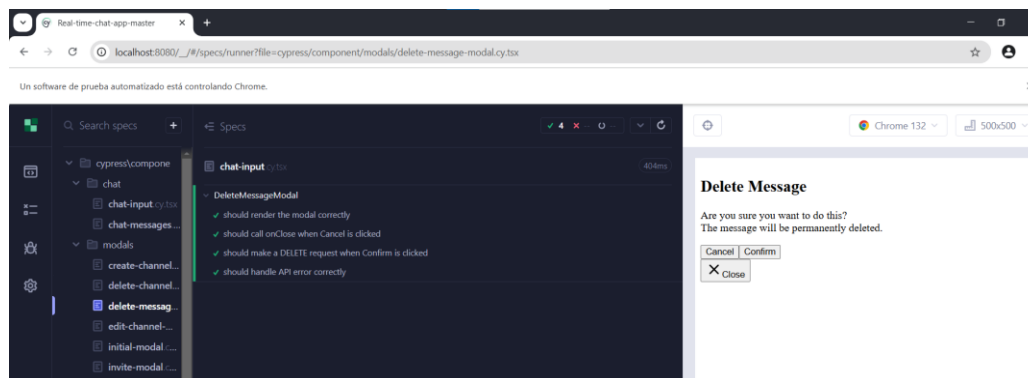 Real-time-chat-app-master
localhost:8080/__/#/specs/runner?file=cypress/component/modals/delete-message-modal.cy.tsx
Un software de prueba automatizado está controlando Chrome.
Search specs
+
cypress\compone
chat
chat-input.cy.tsx
chat-messages...
modals
create-channel...
delete-channel...
delete-messag...
edit-channel-...
initial-modal.c...
invite-modal.c...
Specs
4
--
--
chat-input.cy.tsx
404ms
DeleteMessageModal
should render the modal correctly
should call onClose when Cancel is clicked
should make a DELETE request when Confirm is clicked
should handle API error correctly
Chrome 132
500x500
Delete Message
Are you sure you want to do this?
The message will be permanently deleted.
Cancel Confirm
Close